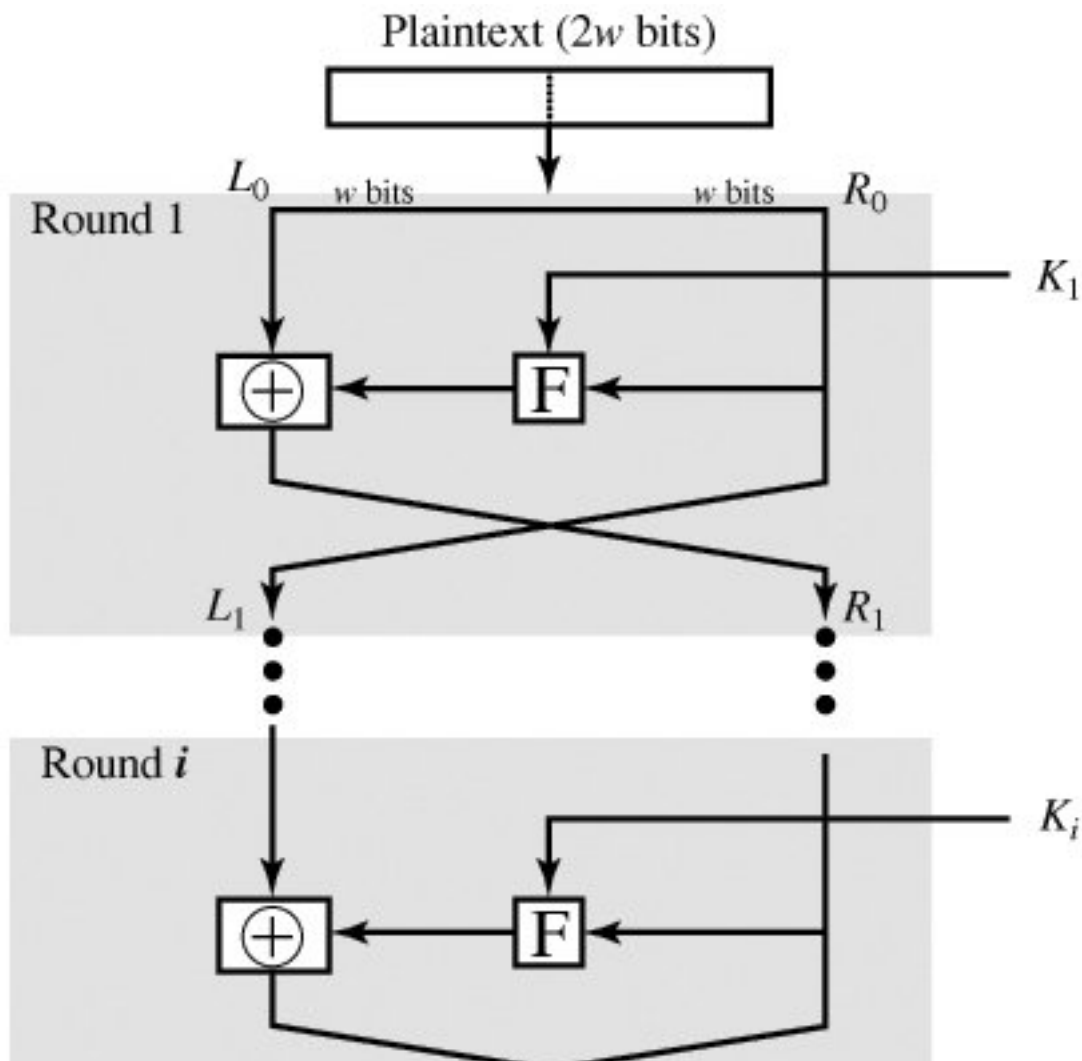 Plaintext (2w bits)
L₀ w bits w bits R₀
Round 1
K₁
+ F
L₁ R₁
Round i
Kᵢ
+ F